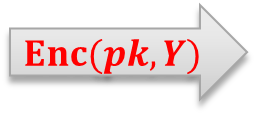 Enc(pk, Y)